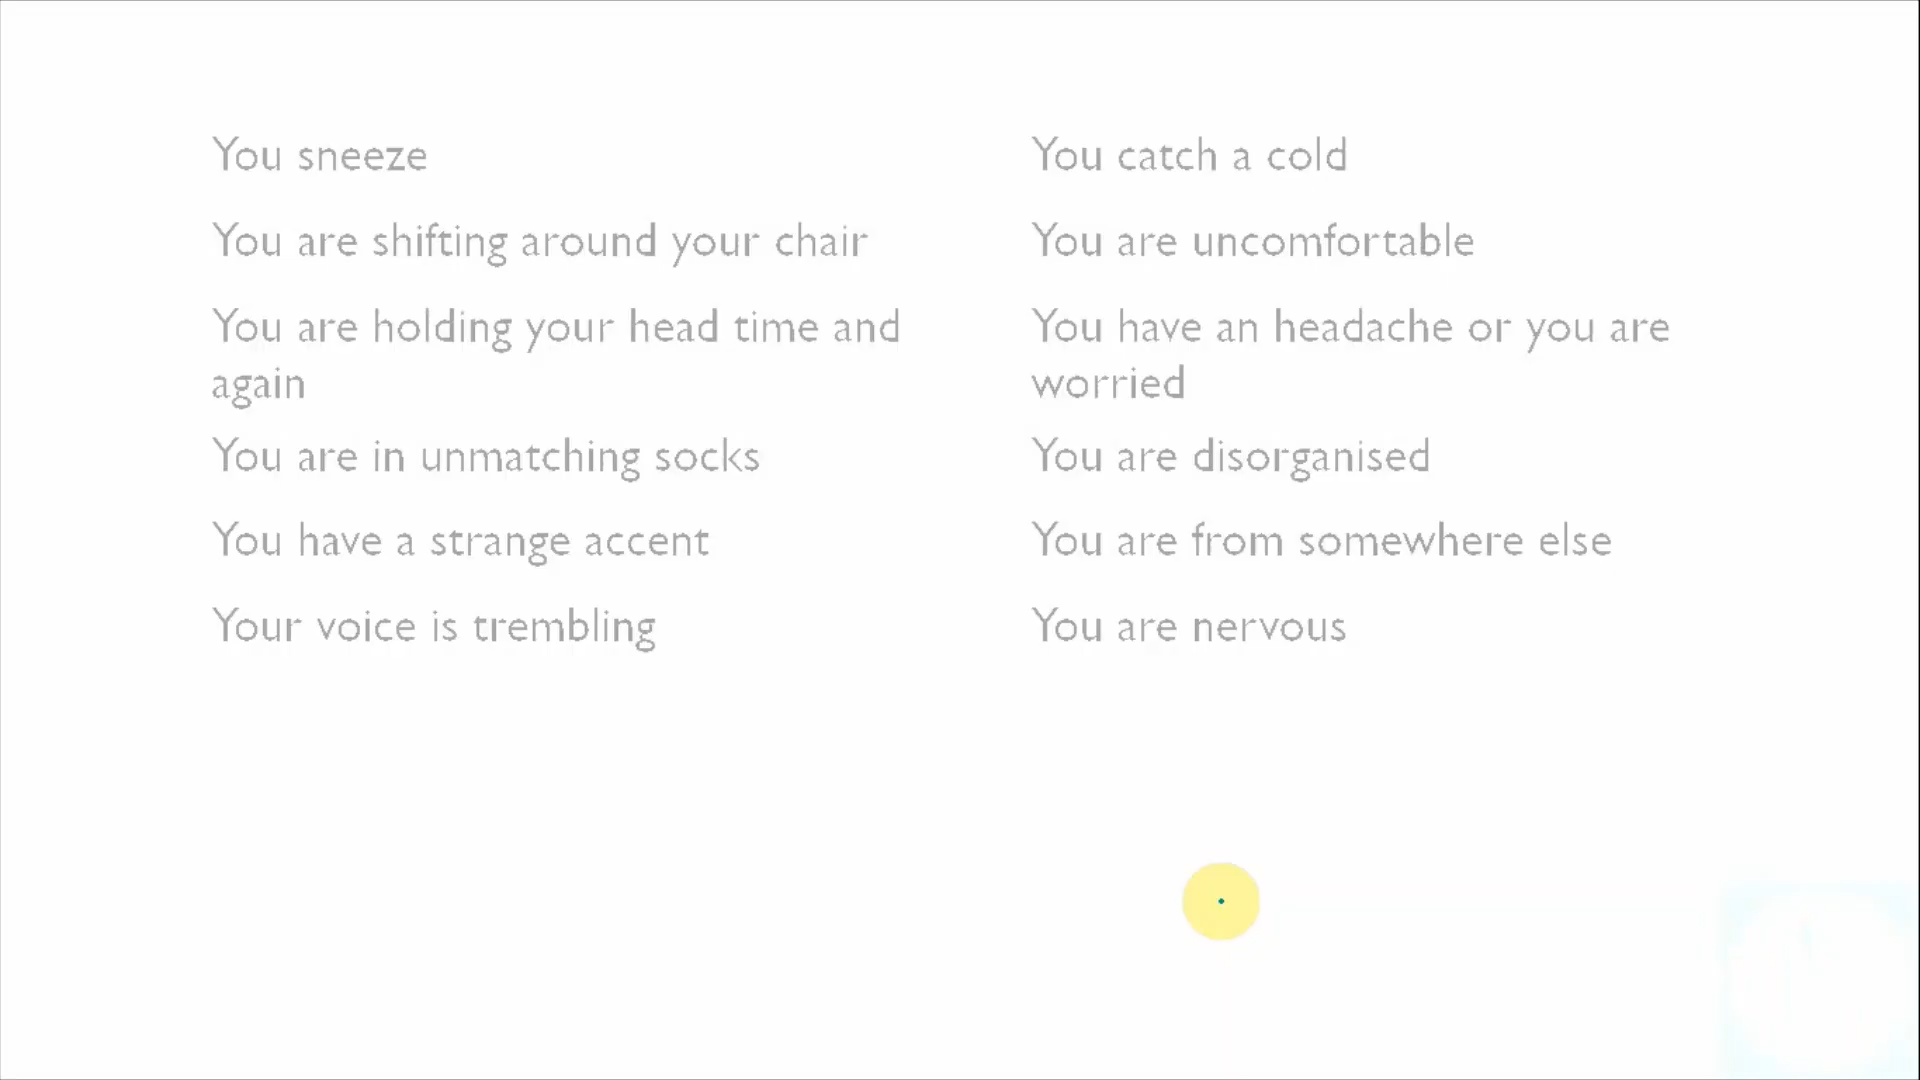 You sneeze
You catch a cold
You are shifting around your chair
You are uncomfortable
You are holding your head time and
again
You have an headache or you are
worried
You are in unmatching socks
You are disorganised
You have a strange accent
You are from somewhere else
Your voice is trembling
You are nervous